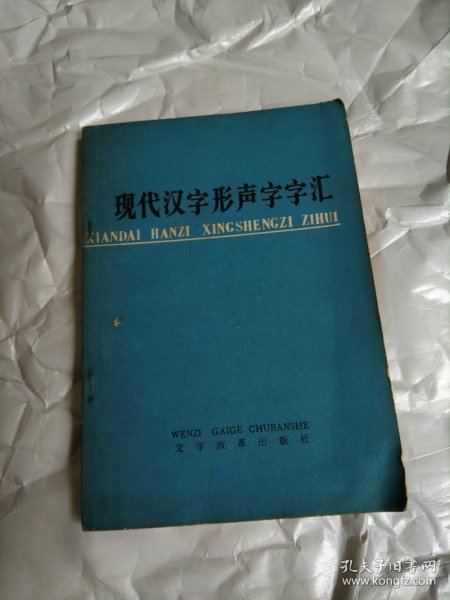 现代汉字形声字字汇
XIANDAI HANZI XINGSHENGZI ZIHUI
WENZI GAIGE CHUBANSHE
文字改革出版社
孔夫子旧书网
www.kongfz.com